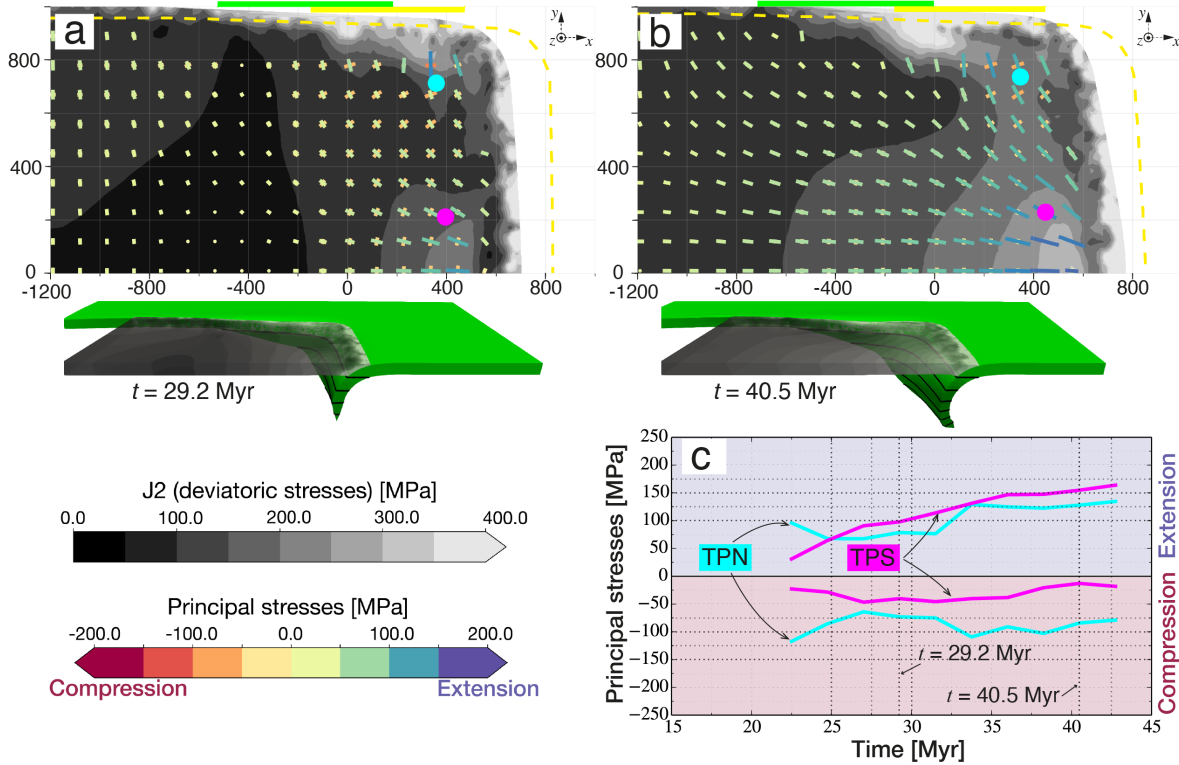 a
y
z
x
800
400
0
-1200
-800
-400
0
400
800
t = 29.2 Myr
b
y
z
x
800
400
0
-1200
-800
-400
0
400
800
t = 40.5 Myr
J2 (deviatoric stresses) [MPa]
0.0 100.0 200.0 300.0 400.0
Principal stresses [MPa]
-200.0 -100.0 0.0 100.0 200.0
Compression Extension
c
Principal stresses [MPa]
250
200
150
100
50
0
−50
−100
−150
−200
−250
TPN
TPS
t = 29.2 Myr
t = 40.5 Myr
Extension
Compression
15 20 25 30 35 40 45
Time [Myr]